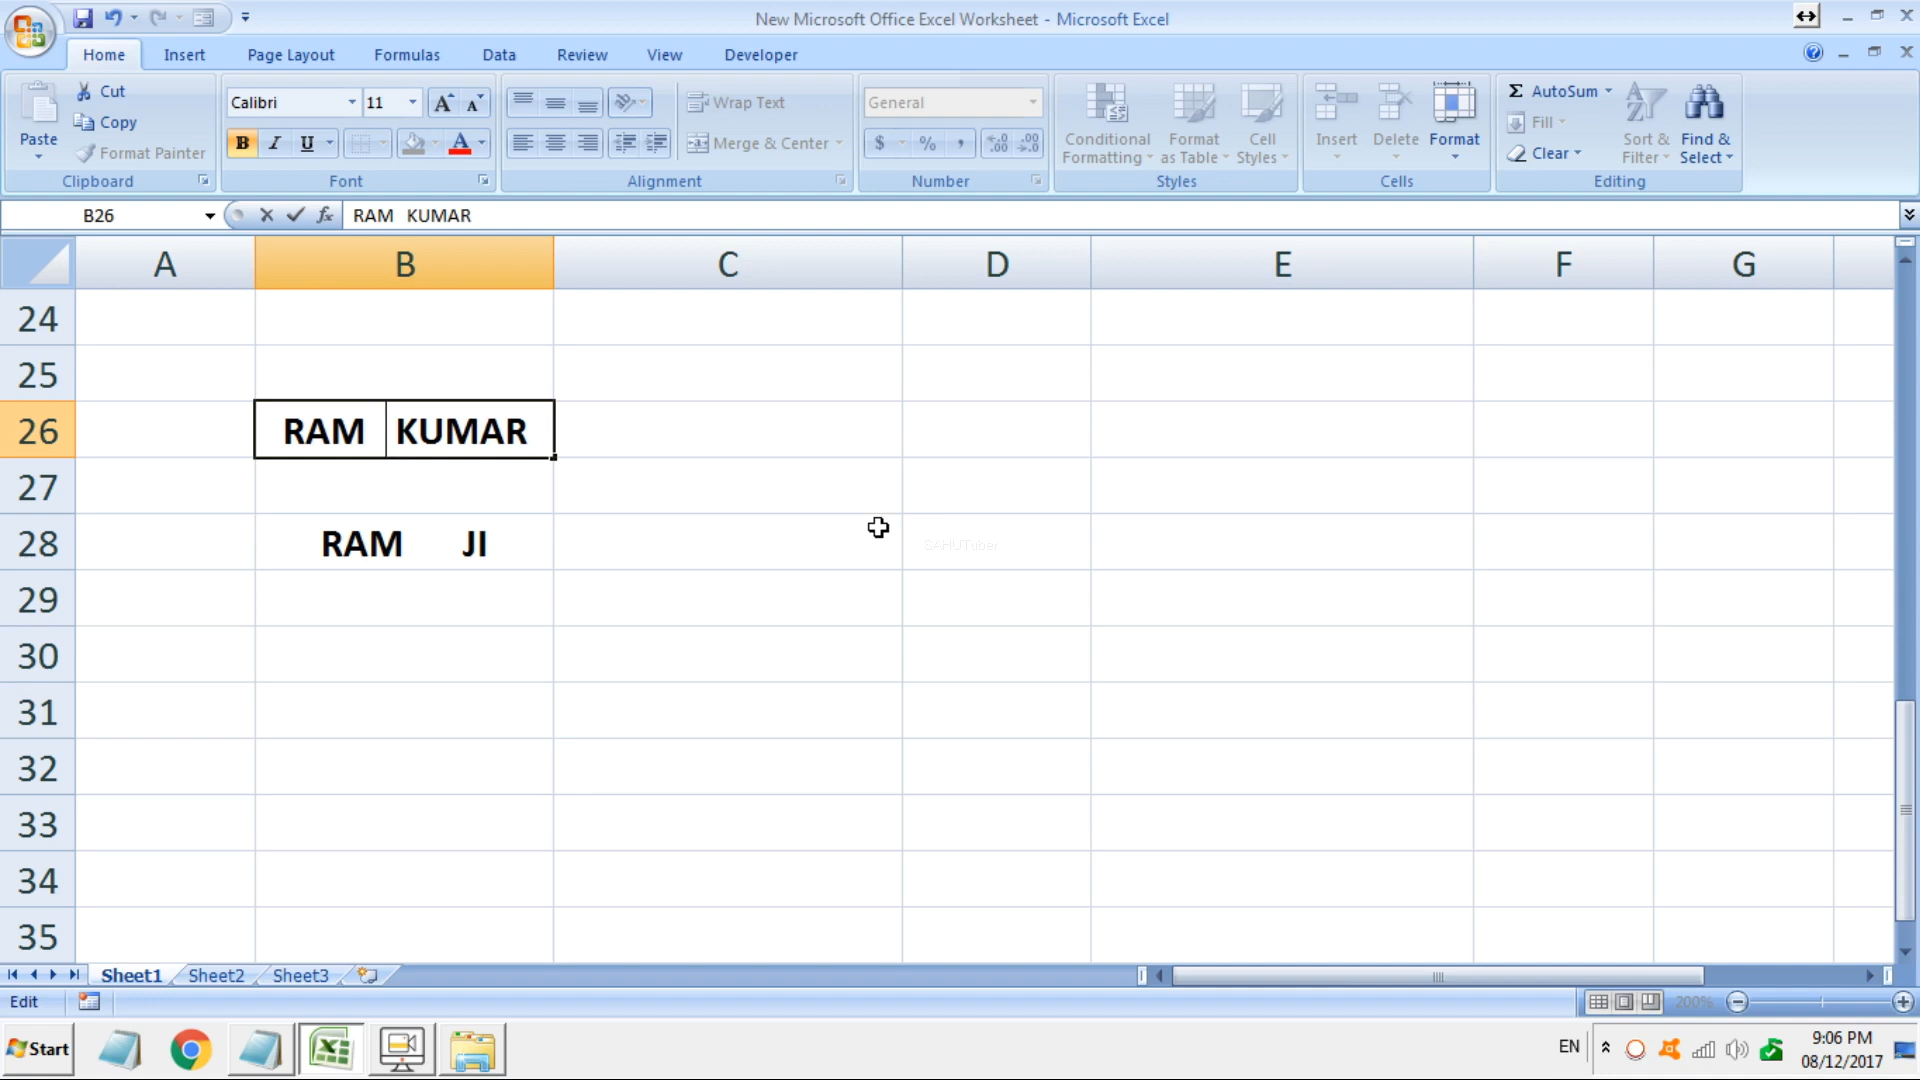 New Microsoft Office Excel Worksheet - Microsoft Excel
Home Insert Page Layout Formulas Data Review View Developer
Paste
Cut
Copy
Format Painter
Clipboard
Calibri 11
B I U A
Font
Wrap Text
Merge & Center
Alignment
General
$ % ,
Number
Conditional Formatting
Format as Table
Cell Styles
Styles
Insert Delete Format
Cells
Σ AutoSum
Fill
Clear
Sort & Filter
Find & Select
Editing
B26 fx RAM   KUMAR
A B C D E F G
24
25
26 RAM KUMAR
27
28 RAM JI
SAHUTuber
29
30
31
32
33
34
35
Sheet1 Sheet2 Sheet3
Edit 200%
Start EN 9:06 PM
08/12/2017